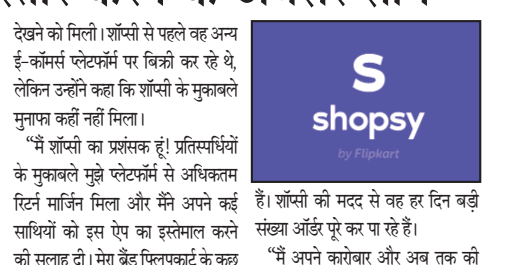 देखने को मिली। शॉप्सी से पहले वह अन्य
ई-कॉमर्स प्लेटफॉर्म पर बिक्री कर रहे थे,
लेकिन उन्होंने कहा कि शॉप्सी के मुकाबले
मुनाफा कहीं नहीं मिला।
“मैं शॉप्सी का प्रशंसक हूं! प्रतिस्पर्धियों
के मुकाबले मुझे प्लेटफॉर्म से अधिकतम
रिटर्न मार्जिन मिला और मैंने अपने कई
साथियों को इस ऐप का इस्तेमाल करने
की सलाह दी। मेरा ब्रैंड फ्लिपकार्ट के कुछ
S
shopsy
by Flipkart
हैं। शॉप्सी की मदद से वह हर दिन बड़ी
संख्या ऑर्डर पूरे कर पा रहे हैं।
“मैं अपने कारोबार और अब तक की